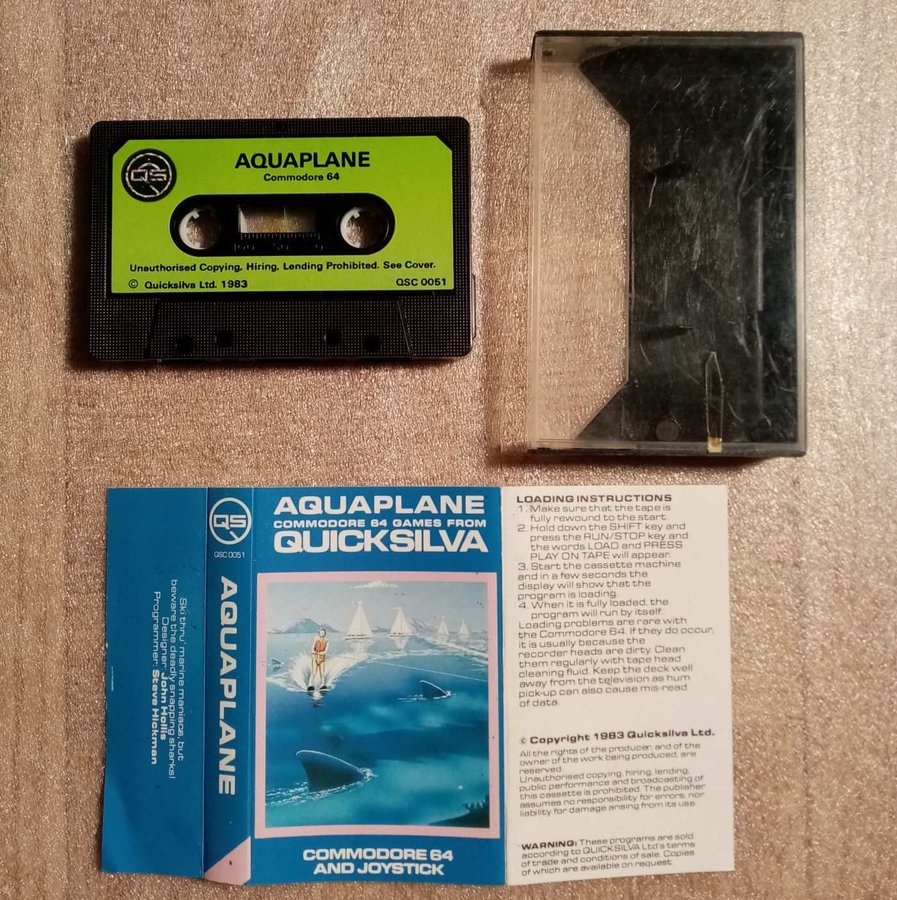 QS
AQUAPLANE
Commodore 64
Unauthorised Copying, Hiring, Lending Prohibited. See Cover.
© Quicksilva Ltd. 1983
QSC 0051
Ski thru' marine maniacs, but
beware the deadly snapping sharks!
Designer: John Hollis
Programmer: Steve Hickman
QS
QSC 0051
AQUAPLANE
AQUAPLANE
COMMODORE 64 GAMES FROM
QUICKSILVA
COMMODORE 64
AND JOYSTICK
LOADING INSTRUCTIONS
1. Make sure that the tape is
fully rewound to the start.
2. Hold down the SHIFT key and
press the RUN/STOP key and
the words LOAD and PRESS
PLAY ON TAPE will appear.
3. Start the cassette machine
and in a few seconds the
display will show that the
program is loading.
4. When it is fully loaded, the
program will run by itself
Loading problems are rare with
the Commodore 64. If they do occur,
it is usually because the
recorder heads are dirty. Clean
them regularly with tape head
cleaning fluid. Keep the deck well
away from the television as hum
pick-up can also cause mis-read
of data.
© Copyright 1983 Quicksilva Ltd.
All the rights of the producer, and of the
owner of the work being produced, are
reserved.
Unauthorised copying, hiring, lending,
public performance and broadcasting of
this cassette is prohibited. The publisher
assumes no responsibility for errors, nor
liability for damage arising from its use.
WARNING: These programs are sold
according to QUICKSILVA Ltd's terms
of trade and conditions of sale. Copies
of which are available on request.